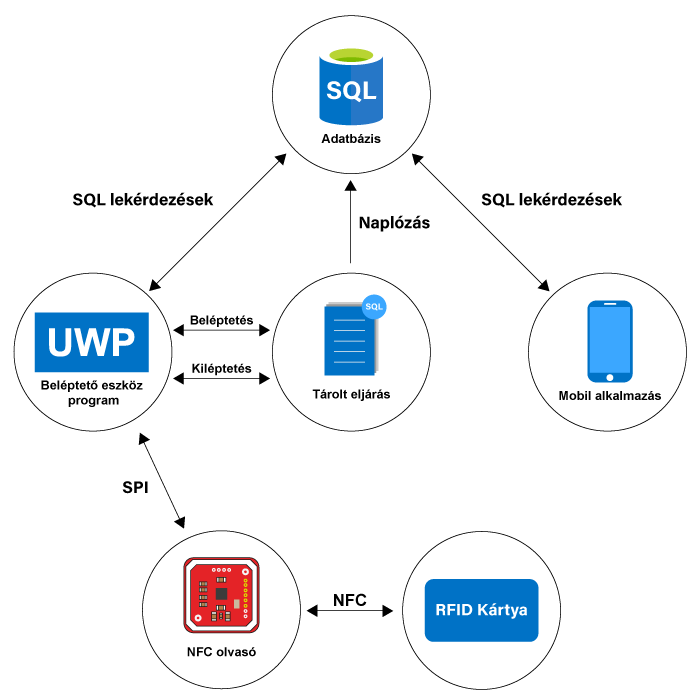 SQL
Adatbázis
SQL lekérdezések
SQL lekérdezések
Naplózás
UWP
Beléptető eszköz
program
Beléptetés
Kiléptetés
SQL
Tárolt eljárás
Mobil alkalmazás
SPI
NFC olvasó
NFC
RFID Kártya